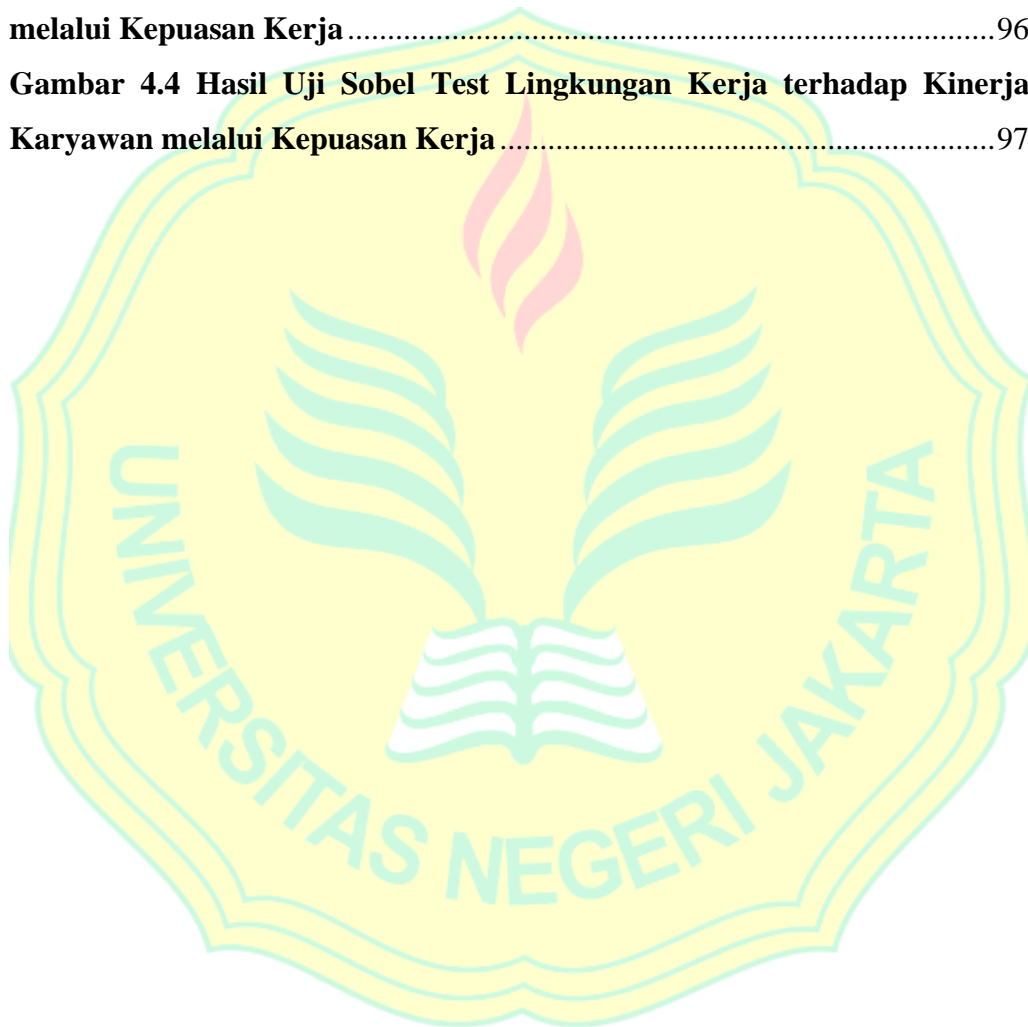 melalui Kepuasan Kerja.....................................................................96
Gambar 4.4 Hasil Uji Sobel Test Lingkungan Kerja terhadap Kinerja
Karyawan melalui Kepuasan Kerja.....................................................97
UNIVERSITAS NEGERI JAKARTA